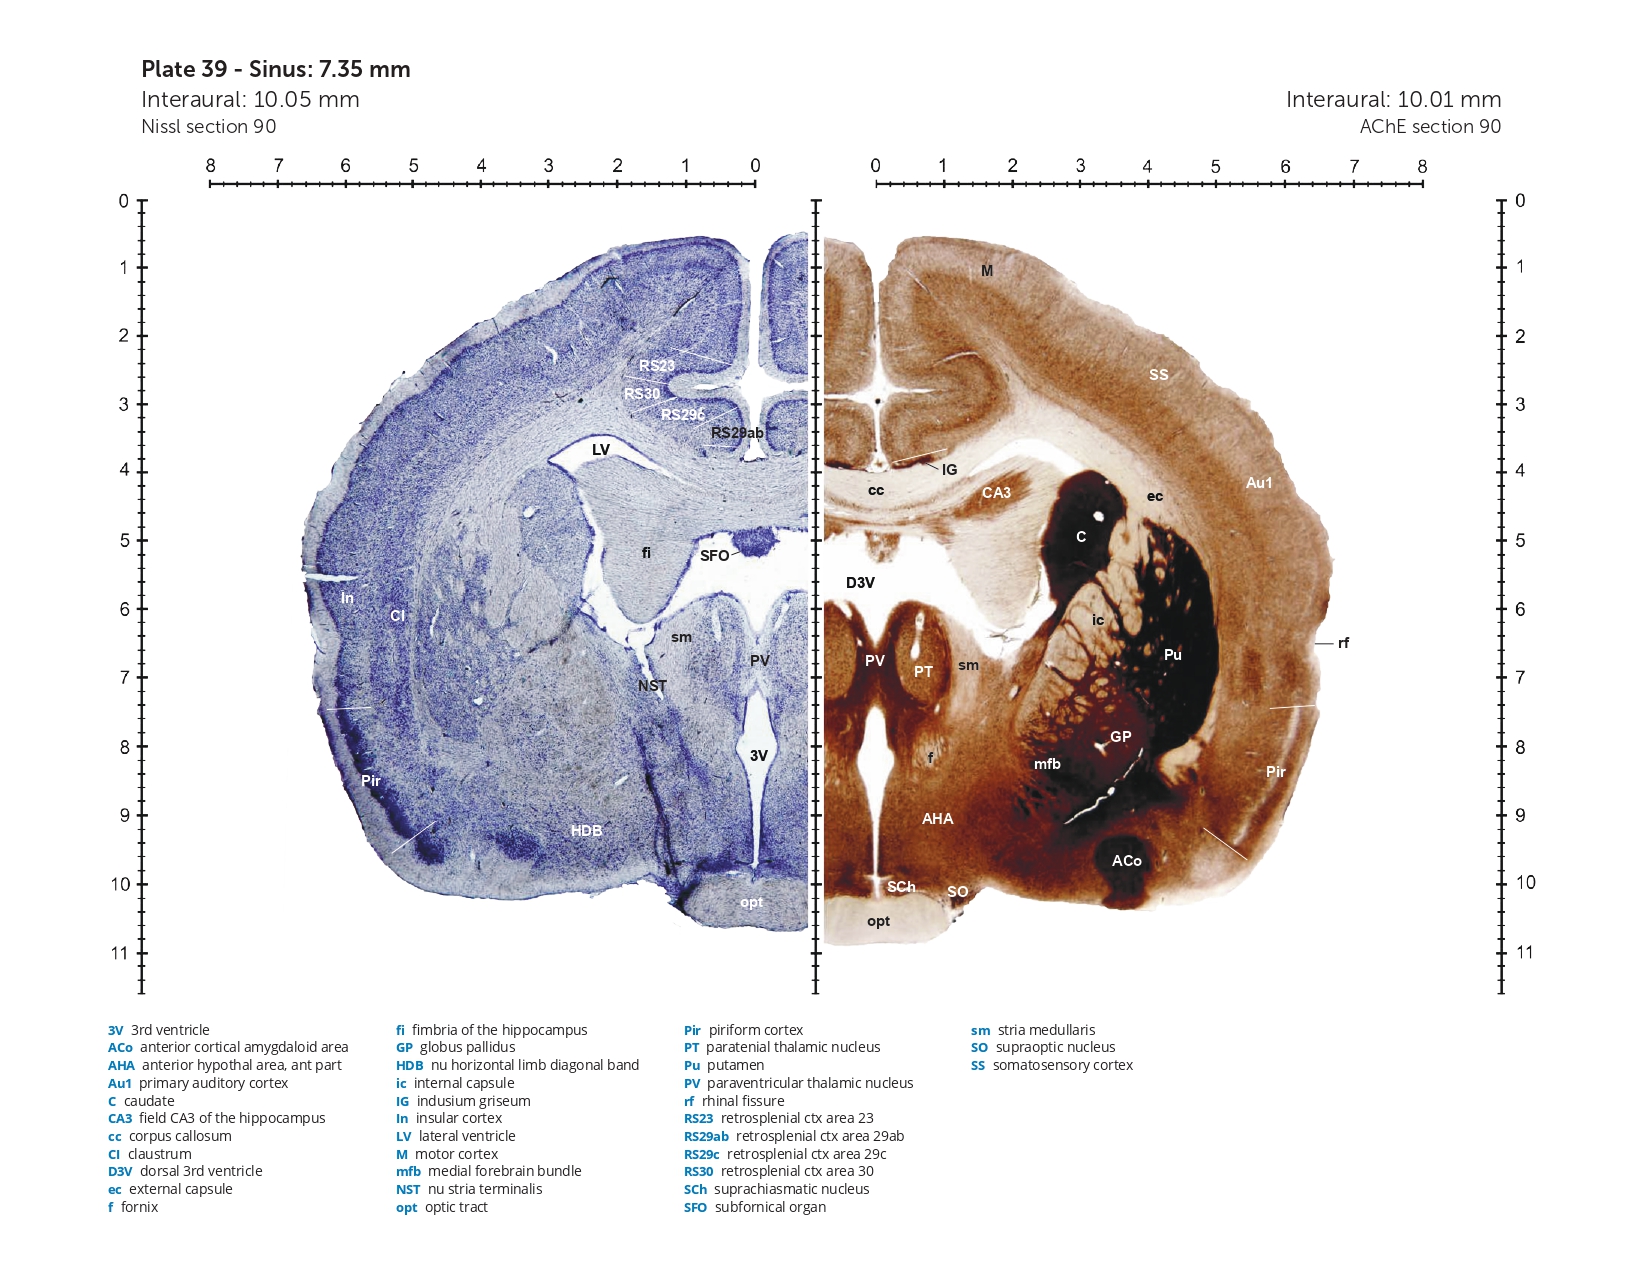 Plate 39 - Sinus: 7.35 mm
Interaural: 10.05 mm
Nissl section 90
Interaural: 10.01 mm
AChE section 90
8 7 6 5 4 3 2 1 0
0 1 2 3 4 5 6 7 8
0
1
2
3
4
5
6
7
8
9
10
11
0
1
2
3
4
5
6
7
8
9
10
11
RS23
RS30
RS29c
RS29ab
LV
fi
SFO
In
Cl
sm
PV
NST
3V
Pir
HDB
opt
M
SS
IG
cc
CA3
ec
Au1
C
D3V
ic
rf
PV
PT
sm
Pu
GP
f
mfb
Pir
AHA
ACo
SCh
SO
opt
3V 3rd ventricle
ACo anterior cortical amygdaloid area
AHA anterior hypothal area, ant part
Au1 primary auditory cortex
C caudate
CA3 field CA3 of the hippocampus
cc corpus callosum
Cl claustrum
D3V dorsal 3rd ventricle
ec external capsule
f fornix
fi fimbria of the hippocampus
GP globus pallidus
HDB nu horizontal limb diagonal band
ic internal capsule
IG indusium griseum
In insular cortex
LV lateral ventricle
M motor cortex
mfb medial forebrain bundle
NST nu stria terminalis
opt optic tract
Pir piriform cortex
PT paratenial thalamic nucleus
Pu putamen
PV paraventricular thalamic nucleus
rf rhinal fissure
RS23 retrosplenial ctx area 23
RS29ab retrosplenial ctx area 29ab
RS29c retrosplenial ctx area 29c
RS30 retrosplenial ctx area 30
SCh suprachiasmatic nucleus
SFO subfornical organ
sm stria medullaris
SO supraoptic nucleus
SS somatosensory cortex